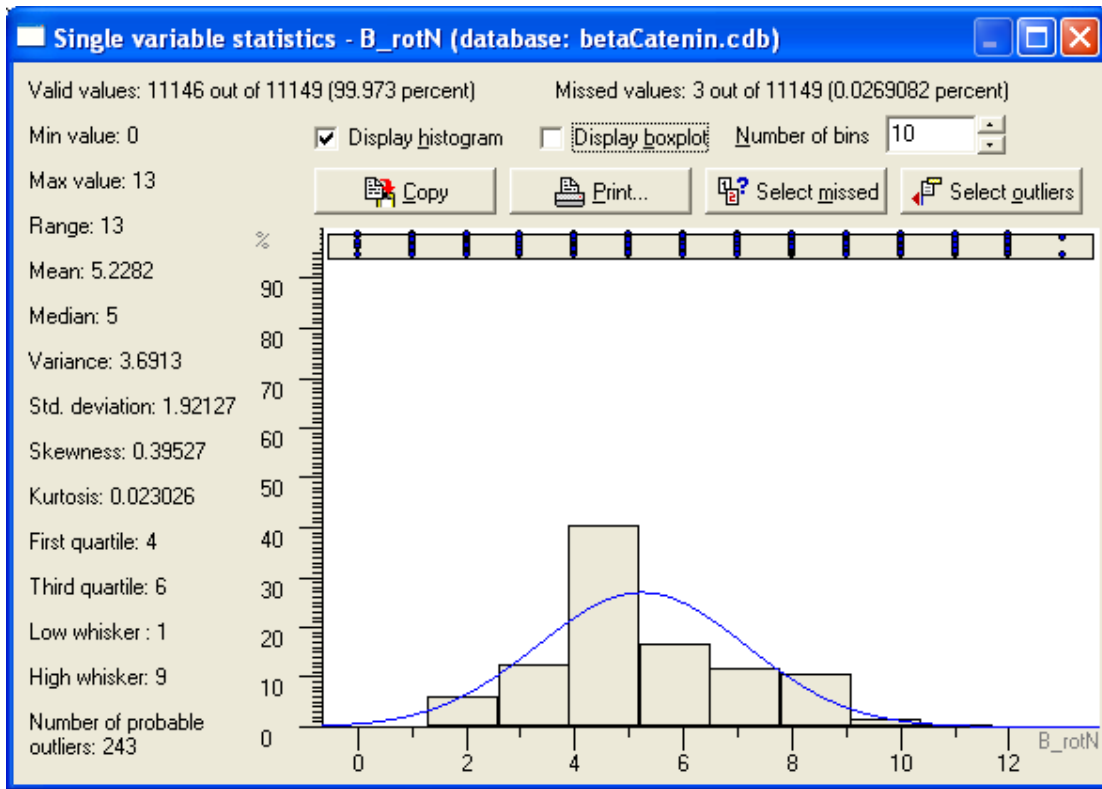 Single variable statistics - B_rotN (database: betaCatenin.cdb)
Valid values: 11146 out of 11149 (99.973 percent)
Missed values: 3 out of 11149 (0.0269082 percent)
Min value: 0
Display histogram
Display boxplot
Number of bins
10
Max value: 13
Copy
Print...
Select missed
Select outliers
Range: 13
Mean: 5.2282
Median: 5
Variance: 3.6913
Std. deviation: 1.92127
Skewness: 0.39527
Kurtosis: 0.023026
First quartile: 4
Third quartile: 6
Low whisker : 1
High whisker: 9
Number of probable
outliers: 243
%
90
80
70
60
50
40
30
20
10
0
0 2 4 6 8 10 12
B_rotN